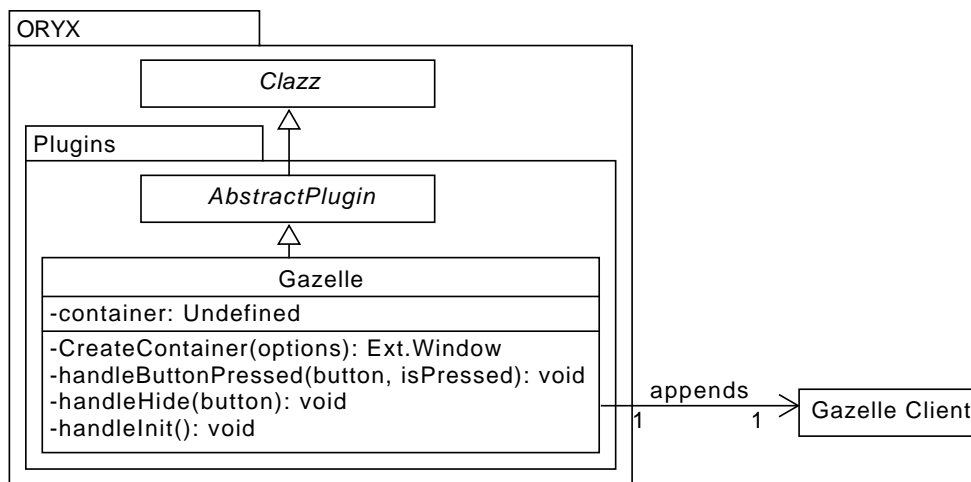 ORYX
Clazz
Plugins
AbstractPlugin
Gazelle
-container: Undefined
-CreateContainer(options): Ext.Window
-handleButtonPressed(button, isPressed): void
-handleHide(button): void
-handleInit(): void
appends
1
1
Gazelle Client